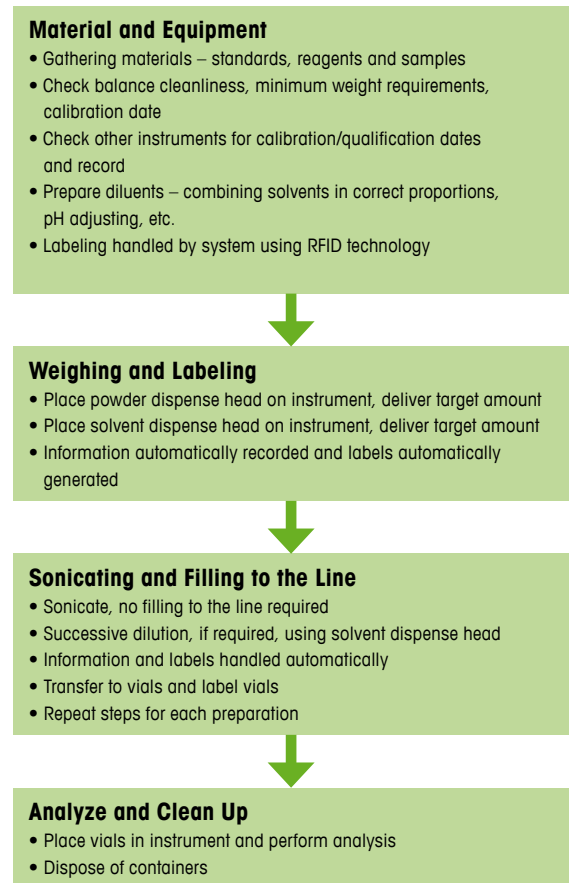 Material and Equipment
• Gathering materials – standards, reagents and samples
• Check balance cleanliness, minimum weight requirements,
calibration date
• Check other instruments for calibration/qualification dates
and record
• Prepare diluents – combining solvents in correct proportions,
pH adjusting, etc.
• Labeling handled by system using RFID technology
Weighing and Labeling
• Place powder dispense head on instrument, deliver target amount
• Place solvent dispense head on instrument, deliver target amount
• Information automatically recorded and labels automatically
generated
Sonicating and Filling to the Line
• Sonicate, no filling to the line required
• Successive dilution, if required, using solvent dispense head
• Information and labels handled automatically
• Transfer to vials and label vials
• Repeat steps for each preparation
Analyze and Clean Up
• Place vials in instrument and perform analysis
• Dispose of containers